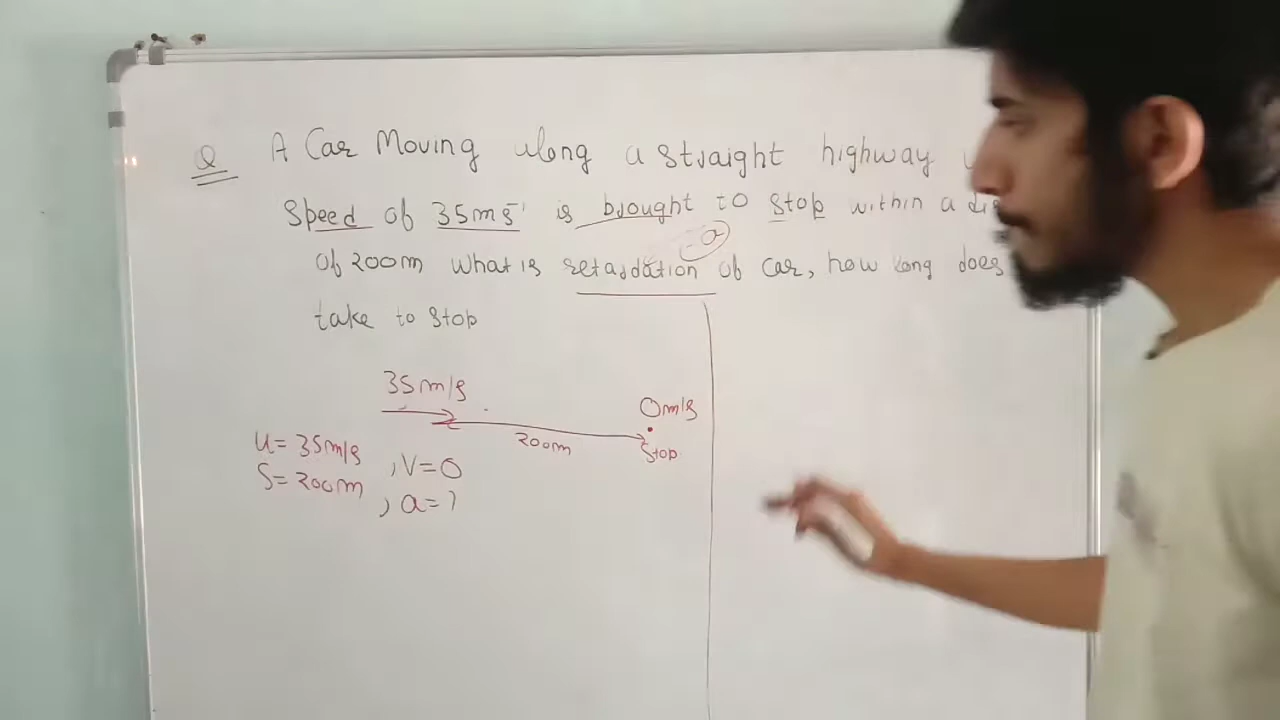 Q A Car Moving along a straight highway
Speed of 35ms⁻¹ is brought to stop within a
of 200m what is retardation of car, how long does
-a
take to stop
35m/s
0m/s
200m
Stop
u= 35m/s
, V=0
S= 200m
, a=?